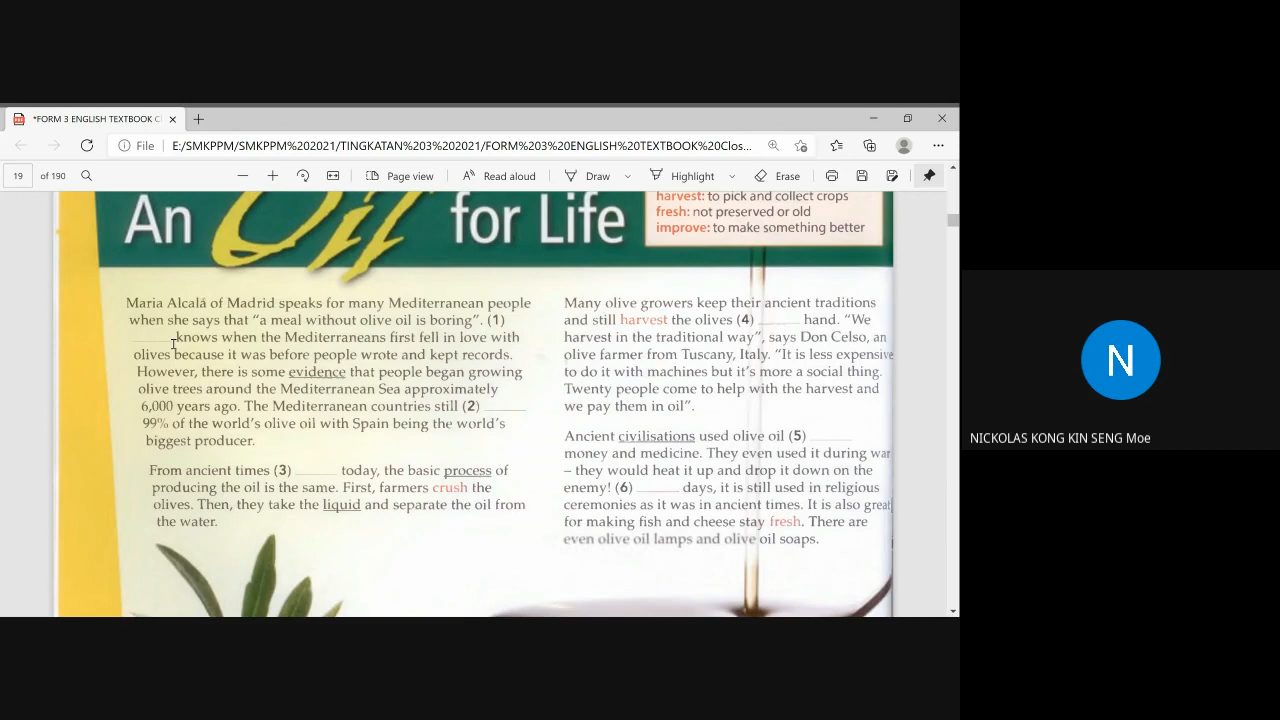 *FORM 3 ENGLISH TEXTBOOK C
File E:/SMKPPM/SMKPPM%202021/TINGKATAN%203%202021/FORM%203%20ENGLISH%20TEXTBOOK%20Clos...
19 of 190 Page view Read aloud Draw Highlight Erase
An Oil for Life
harvest: to pick and collect crops
fresh: not preserved or old
improve: to make something better
Maria Alcalá of Madrid speaks for many Mediterranean people
when she says that “a meal without olive oil is boring”. (1)
______ knows when the Mediterraneans first fell in love with
olives because it was before people wrote and kept records.
However, there is some evidence that people began growing
olive trees around the Mediterranean Sea approximately
6,000 years ago. The Mediterranean countries still (2) ______
99% of the world’s olive oil with Spain being the world’s
biggest producer.
From ancient times (3) ______ today, the basic process of
producing the oil is the same. First, farmers crush the
olives. Then, they take the liquid and separate the oil from
the water.
Many olive growers keep their ancient traditions
and still harvest the olives (4) ______ hand. “We
harvest in the traditional way”, says Don Celso, an
olive farmer from Tuscany, Italy. “It is less expensive
to do it with machines but it’s more a social thing.
Twenty people come to help with the harvest and
we pay them in oil”.
Ancient civilisations used olive oil (5) ______
money and medicine. They even used it during war
– they would heat it up and drop it down on the
enemy! (6) ______ days, it is still used in religious
ceremonies as it was in ancient times. It is also great
for making fish and cheese stay fresh. There are
even olive oil lamps and olive oil soaps.
N
NICKOLAS KONG KIN SENG Moe